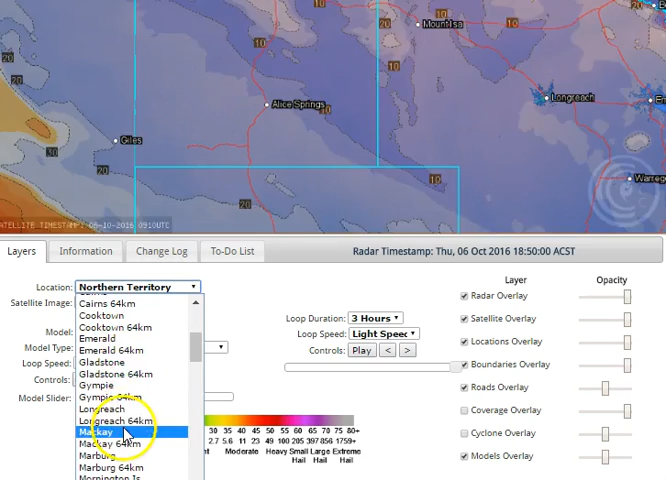 20
Mount Isa
10
10
20
10
20
10
Longreach
Alice Springs
10
Giles
30
20
10
Warrego
20
SATELLITE TIMESTAMP: 06-10-2016 0910UTC
Layers Information Change Log To-Do List Radar Timestamp: Thu, 06 Oct 2016 18:50:00 ACST
Location: Northern Territory Layer Opacity
Satellite Image: Cairns 64km Radar Overlay
Cooktown Loop Duration: 3 Hours Satellite Overlay
Model: Cooktown 64km Loop Speed: Light Speed Locations Overlay
Model Type: Emerald
Emerald 64km Controls: Play < >
Loop Speed: Gladstone Boundaries Overlay
Controls: Gladstone 64km
Gympie Roads Overlay
Model Slider: Gympie 64km
Longreach Coverage Overlay
Longreach 64km 30 35 40 45 50 55 60 65 70 75 80+
Mackay 2.7 5.6 11 23 49 100 205 397 856 1759+ Cyclone Overlay
Mackay 64km Moderate Heavy Small Large Extreme
Marburg Hail Hail Hail Models Overlay
Marburg 64km
Mornington Is